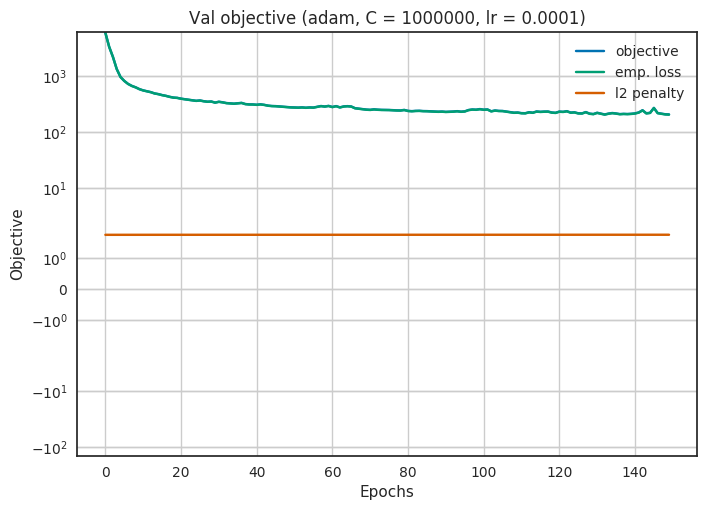 Val objective (adam, C = 1000000, lr = 0.0001)
objective
emp. loss
l2 penalty
10³
10²
10¹
10⁰
0
−10⁰
−10¹
−10²
Objective
0 20 40 60 80 100 120 140
Epochs